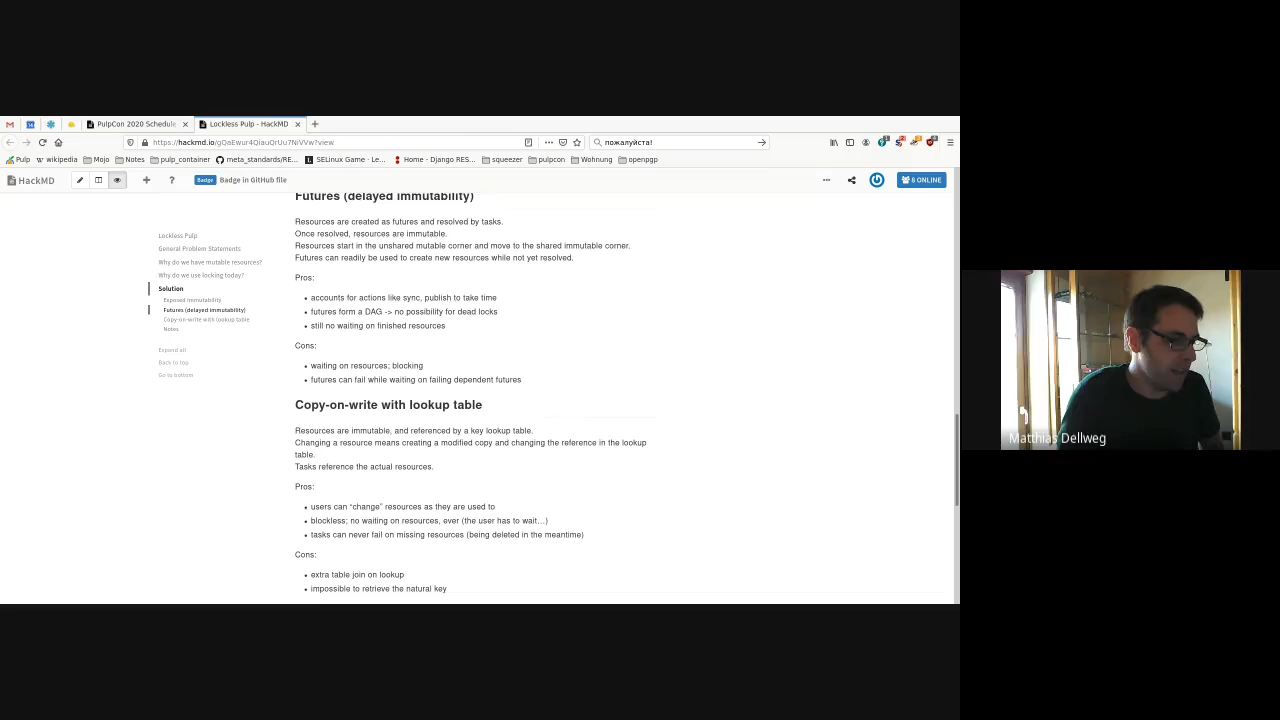 PulpCon 2020 Schedule
Lockless Pulp - HackMD
https://hackmd.io/gQaEwur4QiauQrUu7NiVVw?view
пожалуйста!
Pulp
wikipedia
Mojo
Notes
pulp_container
meta_standards/RE...
SELinux Game - Le...
Home - Django RES...
squeezer
pulpcon
Wohnung
openpgp
HackMD
Badge
Badge in GitHub file
8 ONLINE
Lockless Pulp
General Problem Statements
Why do we have mutable resources?
Why do we use locking today?
Solution
Exposed immutability
Futures (delayed immutability)
Copy-on-write with lookup table
Notes
Expand all
Back to top
Go to bottom
Futures (delayed immutability)
Resources are created as futures and resolved by tasks.
Once resolved, resources are immutable.
Resources start in the unshared mutable corner and move to the shared immutable corner.
Futures can readily be used to create new resources while not yet resolved.
Pros:
• accounts for actions like sync, publish to take time
• futures form a DAG -> no possibility for dead locks
• still no waiting on finished resources
Cons:
• waiting on resources; blocking
• futures can fail while waiting on failing dependent futures
Copy-on-write with lookup table
Resources are immutable, and referenced by a key lookup table.
Changing a resource means creating a modified copy and changing the reference in the lookup
table.
Tasks reference the actual resources.
Pros:
• users can “change” resources as they are used to
• blockless; no waiting on resources, ever (the user has to wait…)
• tasks can never fail on missing resources (being deleted in the meantime)
Cons:
• extra table join on lookup
• impossible to retrieve the natural key
Matthias Dellweg